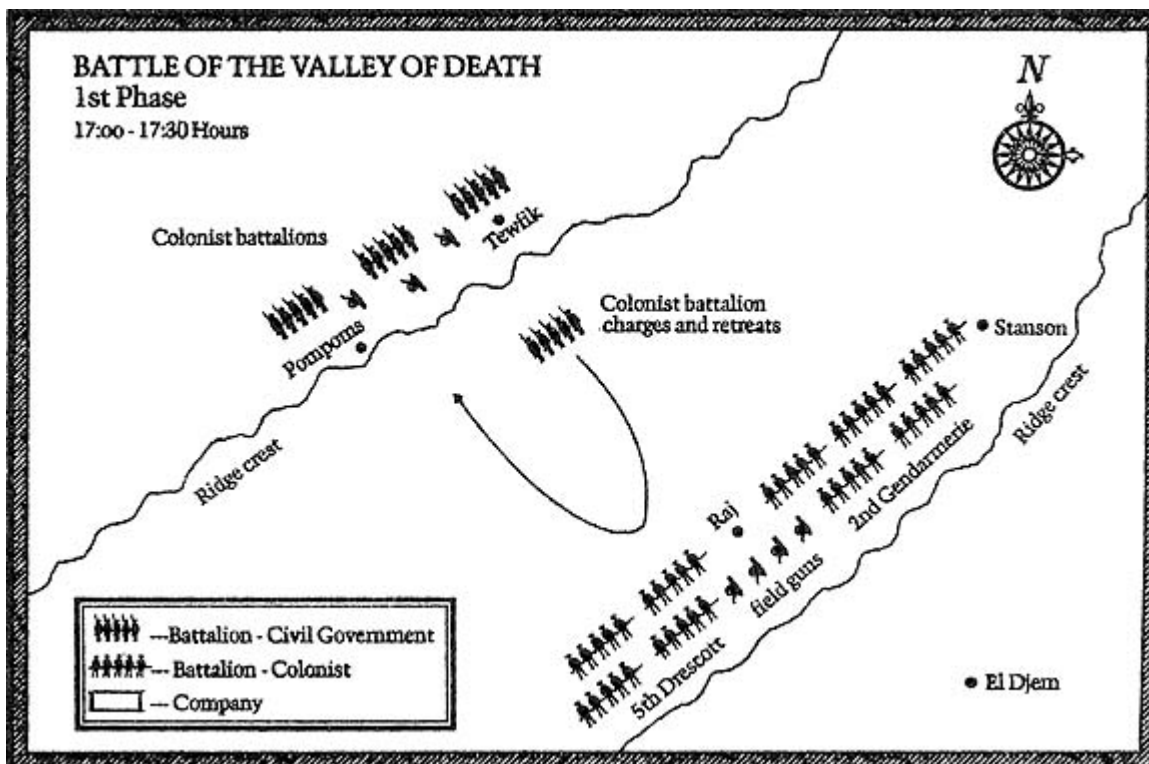 BATTLE OF THE VALLEY OF DEATH
1st Phase
17:00 - 17:30 Hours
N
Colonist battalions
Tewfik
Pompoms
Colonist battalion
charges and retreats
Stanson
Ridge crest
Ridge crest
Raj
2nd Gendarmerie
field guns
5th Drescott
El Djem
---Battalion - Civil Government
---Battalion - Colonist
--- Company